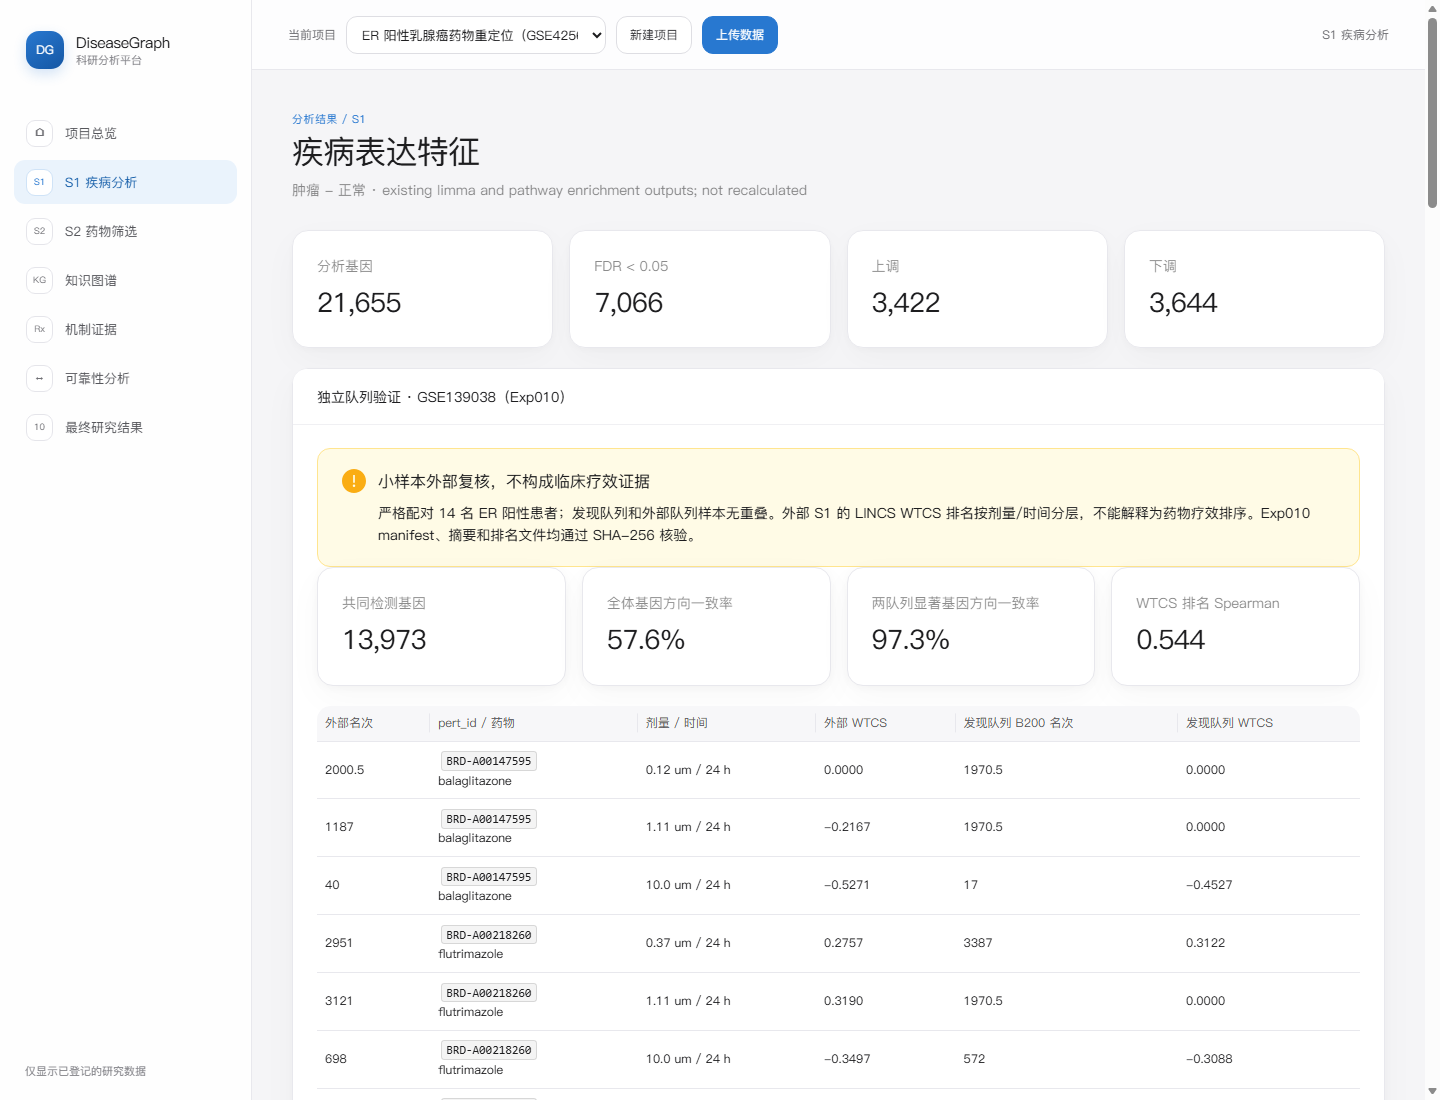 DG
DiseaseGraph
科研分析平台
项目总览
S1
S1 疾病分析
S2
S2 药物筛选
KG
知识图谱
Rx
机制证据
↔
可靠性分析
10
最终研究结果
仅显示已登记的研究数据
当前项目
ER 阳性乳腺癌药物重定位（GSE425
新建项目
上传数据
S1 疾病分析
分析结果 / S1
疾病表达特征
肿瘤 – 正常 · existing limma and pathway enrichment outputs; not recalculated
分析基因
21,655
FDR < 0.05
7,066
上调
3,422
下调
3,644
独立队列验证 · GSE139038（Exp010）
小样本外部复核，不构成临床疗效证据
严格配对 14 名 ER 阳性患者；发现队列和外部队列样本无重叠。外部 S1 的 LINCS WTCS 排名按剂量/时间分层，不能解释为药物疗效排序。Exp010
manifest、摘要和排名文件均通过 SHA-256 核验。
共同检测基因
13,973
全体基因方向一致率
57.6%
两队列显著基因方向一致率
97.3%
WTCS 排名 Spearman
0.544
外部名次 pert_id / 药物 剂量 / 时间 外部 WTCS 发现队列 B200 名次 发现队列 WTCS
2000.5 BRD-A00147595 balaglitazone 0.12 um / 24 h 0.0000 1970.5 0.0000
1187 BRD-A00147595 balaglitazone 1.11 um / 24 h -0.2167 1970.5 0.0000
40 BRD-A00147595 balaglitazone 10.0 um / 24 h -0.5271 17 -0.4527
2951 BRD-A00218260 flutrimazole 0.37 um / 24 h 0.2757 3387 0.3122
3121 BRD-A00218260 flutrimazole 1.11 um / 24 h 0.3190 1970.5 0.0000
698 BRD-A00218260 flutrimazole 10.0 um / 24 h -0.3497 572 -0.3088